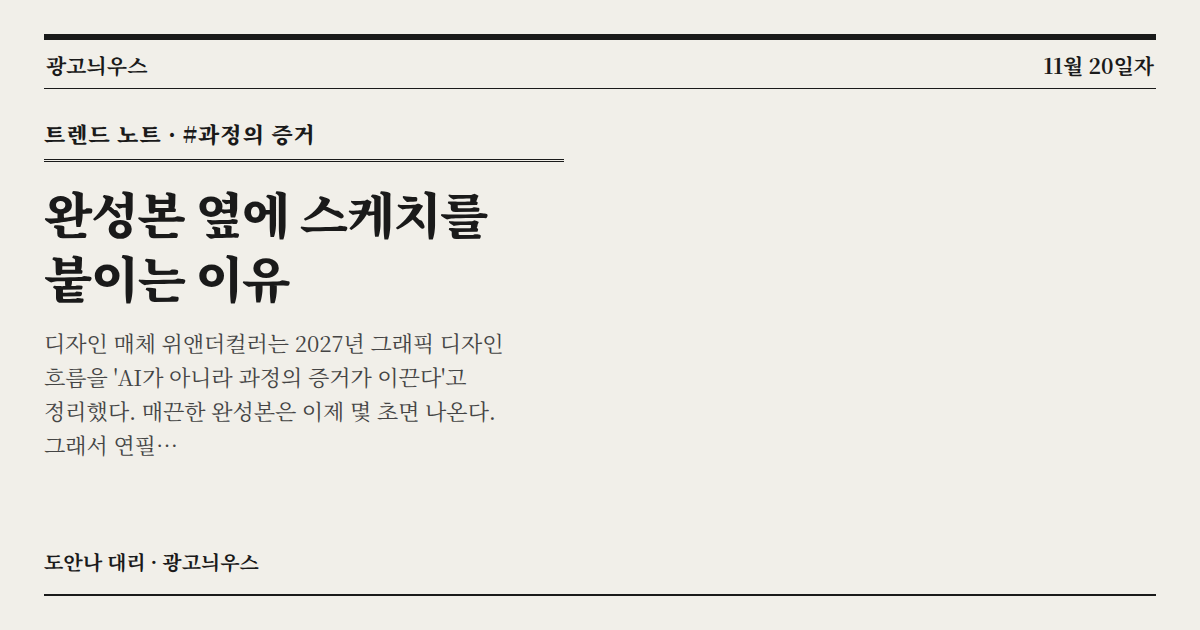 광고늬우스
11월 20일자
트렌드 노트 · #과정의 증거
완성본 옆에 스케치를
붙이는 이유
디자인 매체 위앤더컬러는 2027년 그래픽 디자인
흐름을 'AI가 아니라 과정의 증거가 이끈다'고
정리했다. 매끈한 완성본은 이제 몇 초면 나온다.
그래서 연필…
도안나 대리 · 광고늬우스